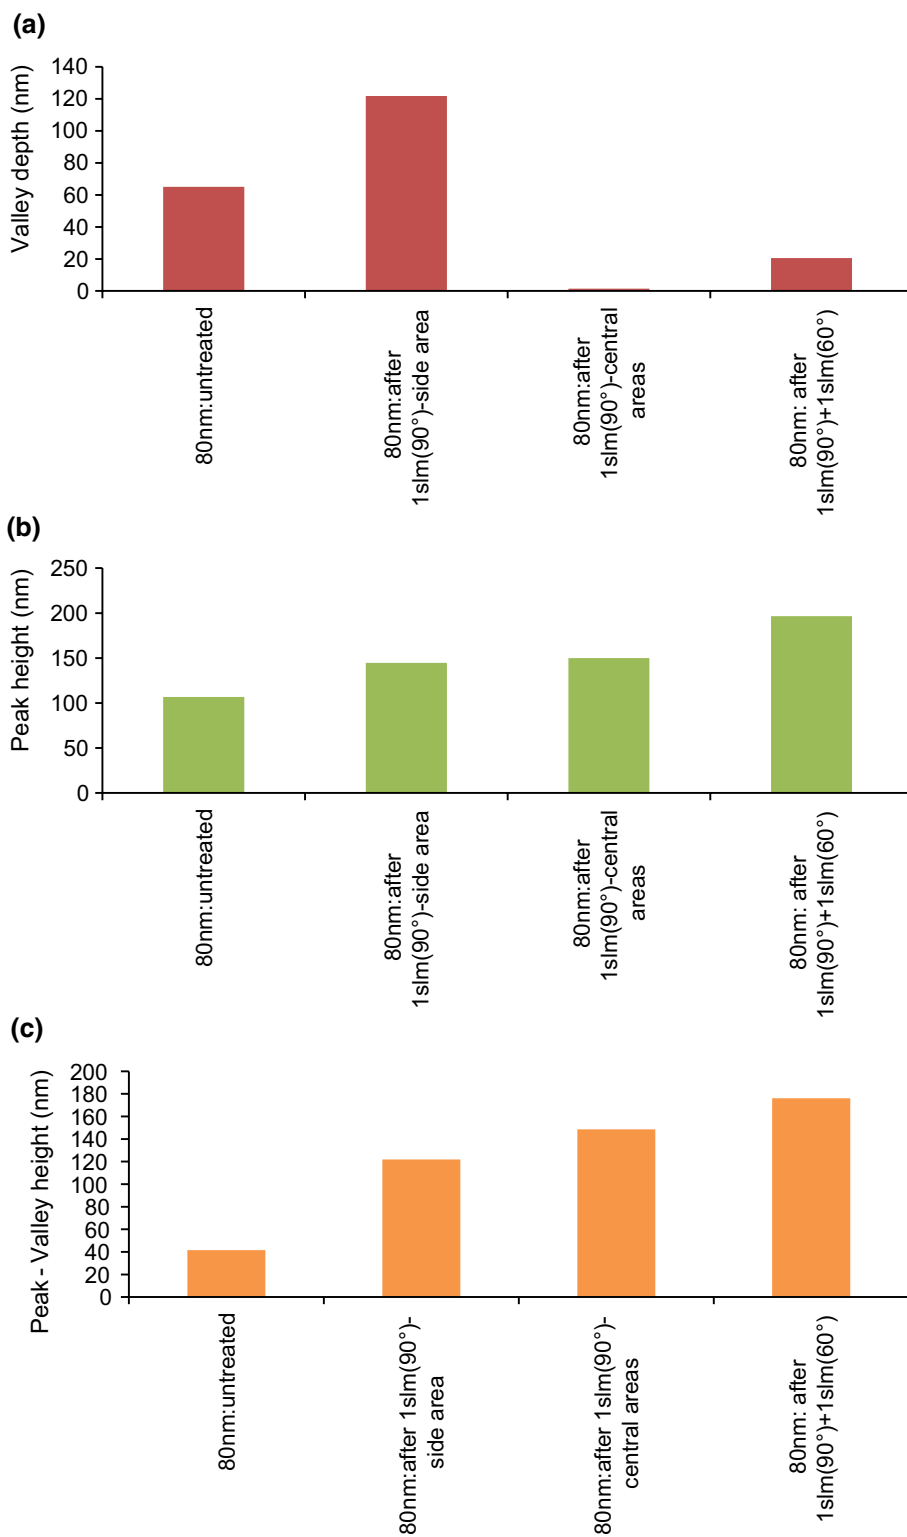 (a)
Valley depth (nm)
140
120
100
80
60
40
20
0
80nm:untreated
80nm:after
1slm(90°)-side area
80nm:after
1slm(90°)-central
areas
80nm: after
1slm(90°)+1slm(60°)
(b)
Peak height (nm)
250
200
150
100
50
0
80nm:untreated
80nm:after
1slm(90°)-side area
80nm:after
1slm(90°)-central
areas
80nm: after
1slm(90°)+1slm(60°)
(c)
Peak - Valley height (nm)
200
180
160
140
120
100
80
60
40
20
0
80nm:untreated
80nm:after 1slm(90°)-
side area
80nm:after 1slm(90°)-
central areas
80nm: after
1slm(90°)+1slm(60°)